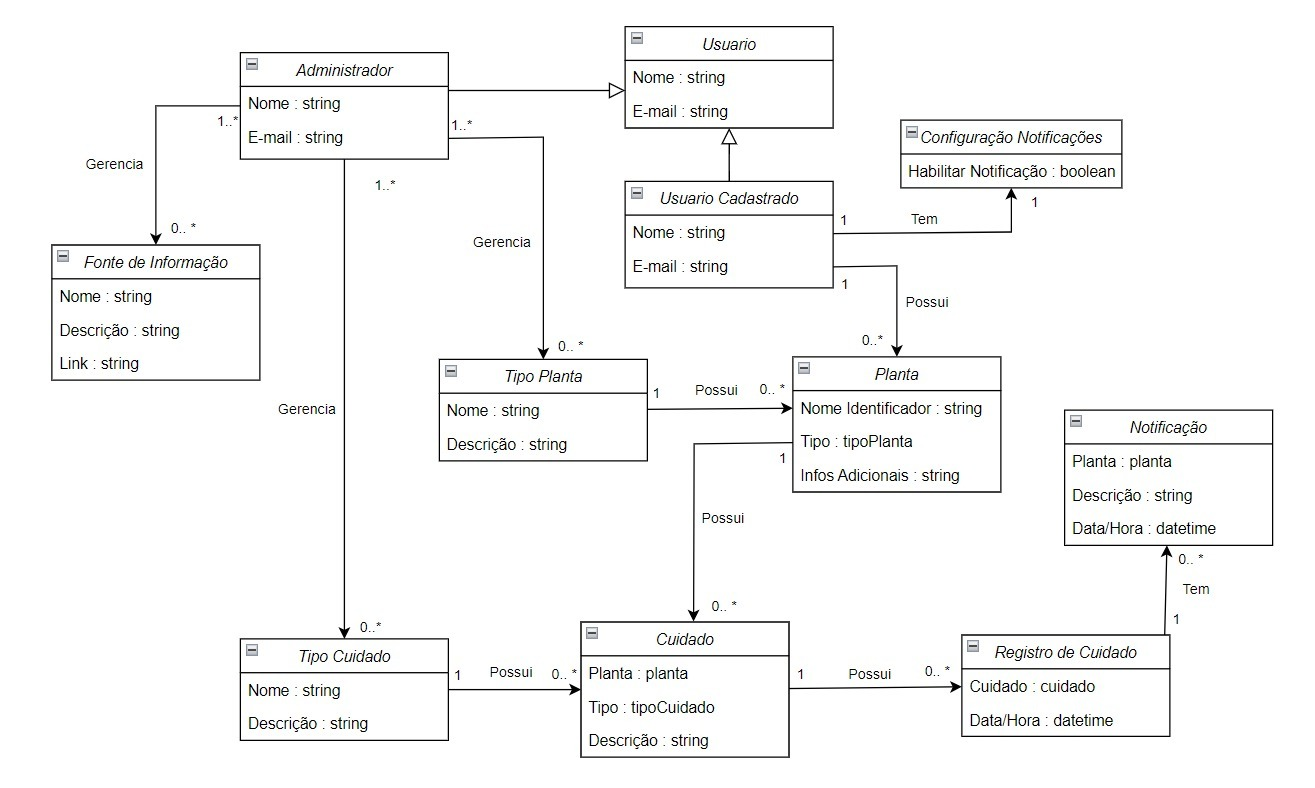 Usuario
Nome : string
E-mail : string
Administrador
Nome : string
E-mail : string
1..*
1..*
1..*
Gerencia
0.. *
Configuração Notificações
Habilitar Notificação : boolean
1
Usuario Cadastrado
Nome : string
E-mail : string
1
Tem
1
Possui
0..*
Gerencia
0.. *
Fonte de Informação
Nome : string
Descrição : string
Link : string
Gerencia
0..*
Tipo Planta
Nome : string
Descrição : string
1
Possui
0.. *
Planta
Nome Identificador : string
Tipo : tipoPlanta
Infos Adicionais : string
1
Possui
0.. *
Notificação
Planta : planta
Descrição : string
Data/Hora : datetime
0.. *
Tem
1
Tipo Cuidado
Nome : string
Descrição : string
1
Possui
0.. *
Cuidado
Planta : planta
Tipo : tipoCuidado
Descrição : string
1
Possui
0.. *
Registro de Cuidado
Cuidado : cuidado
Data/Hora : datetime